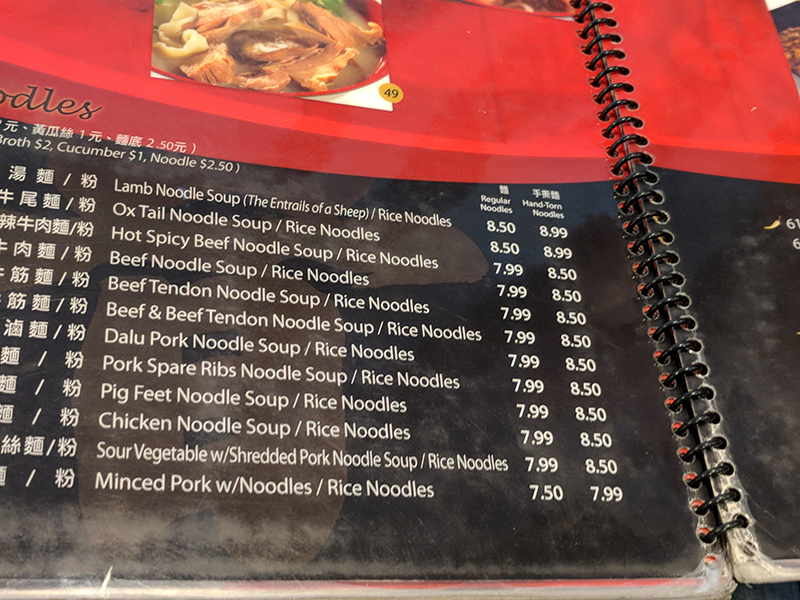 49
odles
元、黃瓜絲 1 元、麵底 2.50元 )
Broth $2, Cucumber $1, Noodle $2.50 )
麵 手撕麵
Regular Noodles Hand-Torn Noodles
湯麵 / 粉 Lamb Noodle Soup (The Entrails of a Sheep) / Rice Noodles 8.50 8.99
牛尾麵 / 粉 Ox Tail Noodle Soup / Rice Noodles 8.50 8.99
辣牛肉麵/粉 Hot Spicy Beef Noodle Soup / Rice Noodles 7.99 8.50
牛肉麵 / 粉 Beef Noodle Soup / Rice Noodles 7.99 8.50
牛筋麵 / 粉 Beef Tendon Noodle Soup / Rice Noodles 7.99 8.50
筋麵 / 粉 Beef & Beef Tendon Noodle Soup / Rice Noodles 7.99 8.50
滷麵 / 粉 Dalu Pork Noodle Soup / Rice Noodles 7.99 8.50
麵 / 粉 Pork Spare Ribs Noodle Soup / Rice Noodles 7.99 8.50
麵 / 粉 Pig Feet Noodle Soup / Rice Noodles 7.99 8.50
麵 / 粉 Chicken Noodle Soup / Rice Noodles
絲麵/粉 Sour Vegetable w/Shredded Pork Noodle Soup / Rice Noodles 7.99 8.50
麵 / 粉 Minced Pork w/Noodles / Rice Noodles 7.50 7.99
61
6